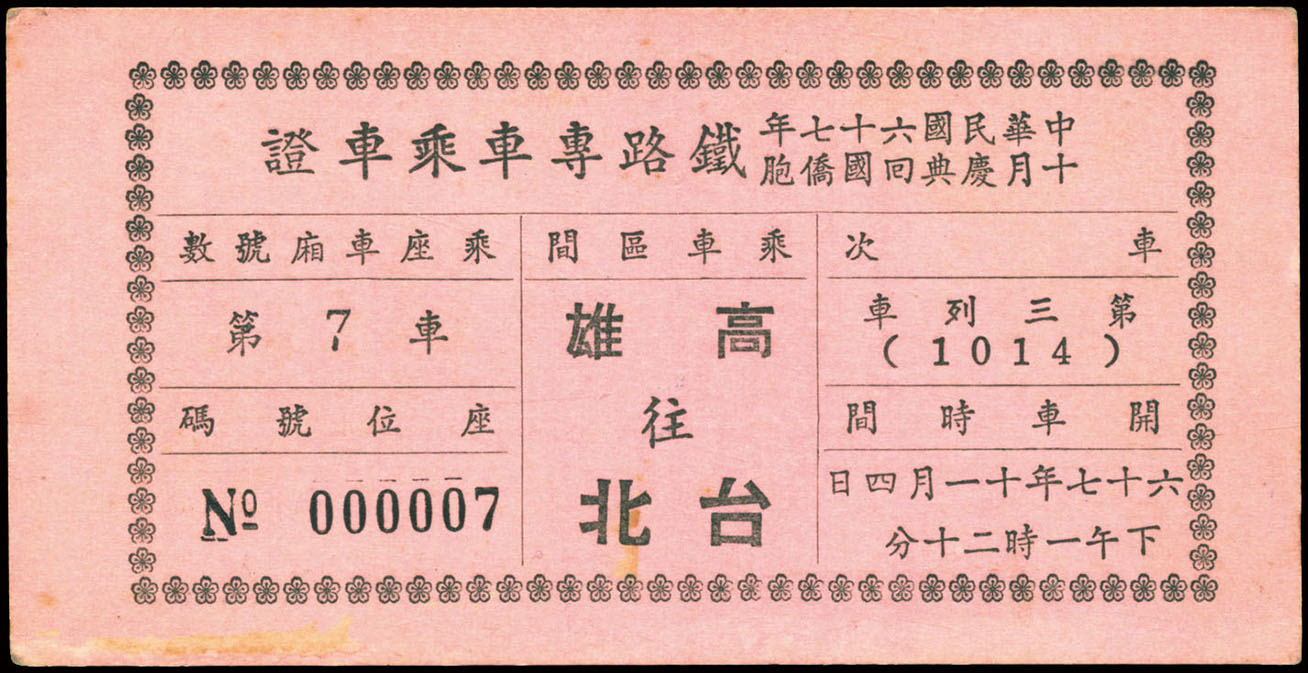 中華民國六十七年
十月慶典回國僑胞
鐵路專車乘車證
車次
第三列車
(1014)
開車時間
六十七年十一月四日
下午一時二十分
乘車區間
高雄
往
台北
乘座車廂號數
第7車
座位號碼
Nº 000007